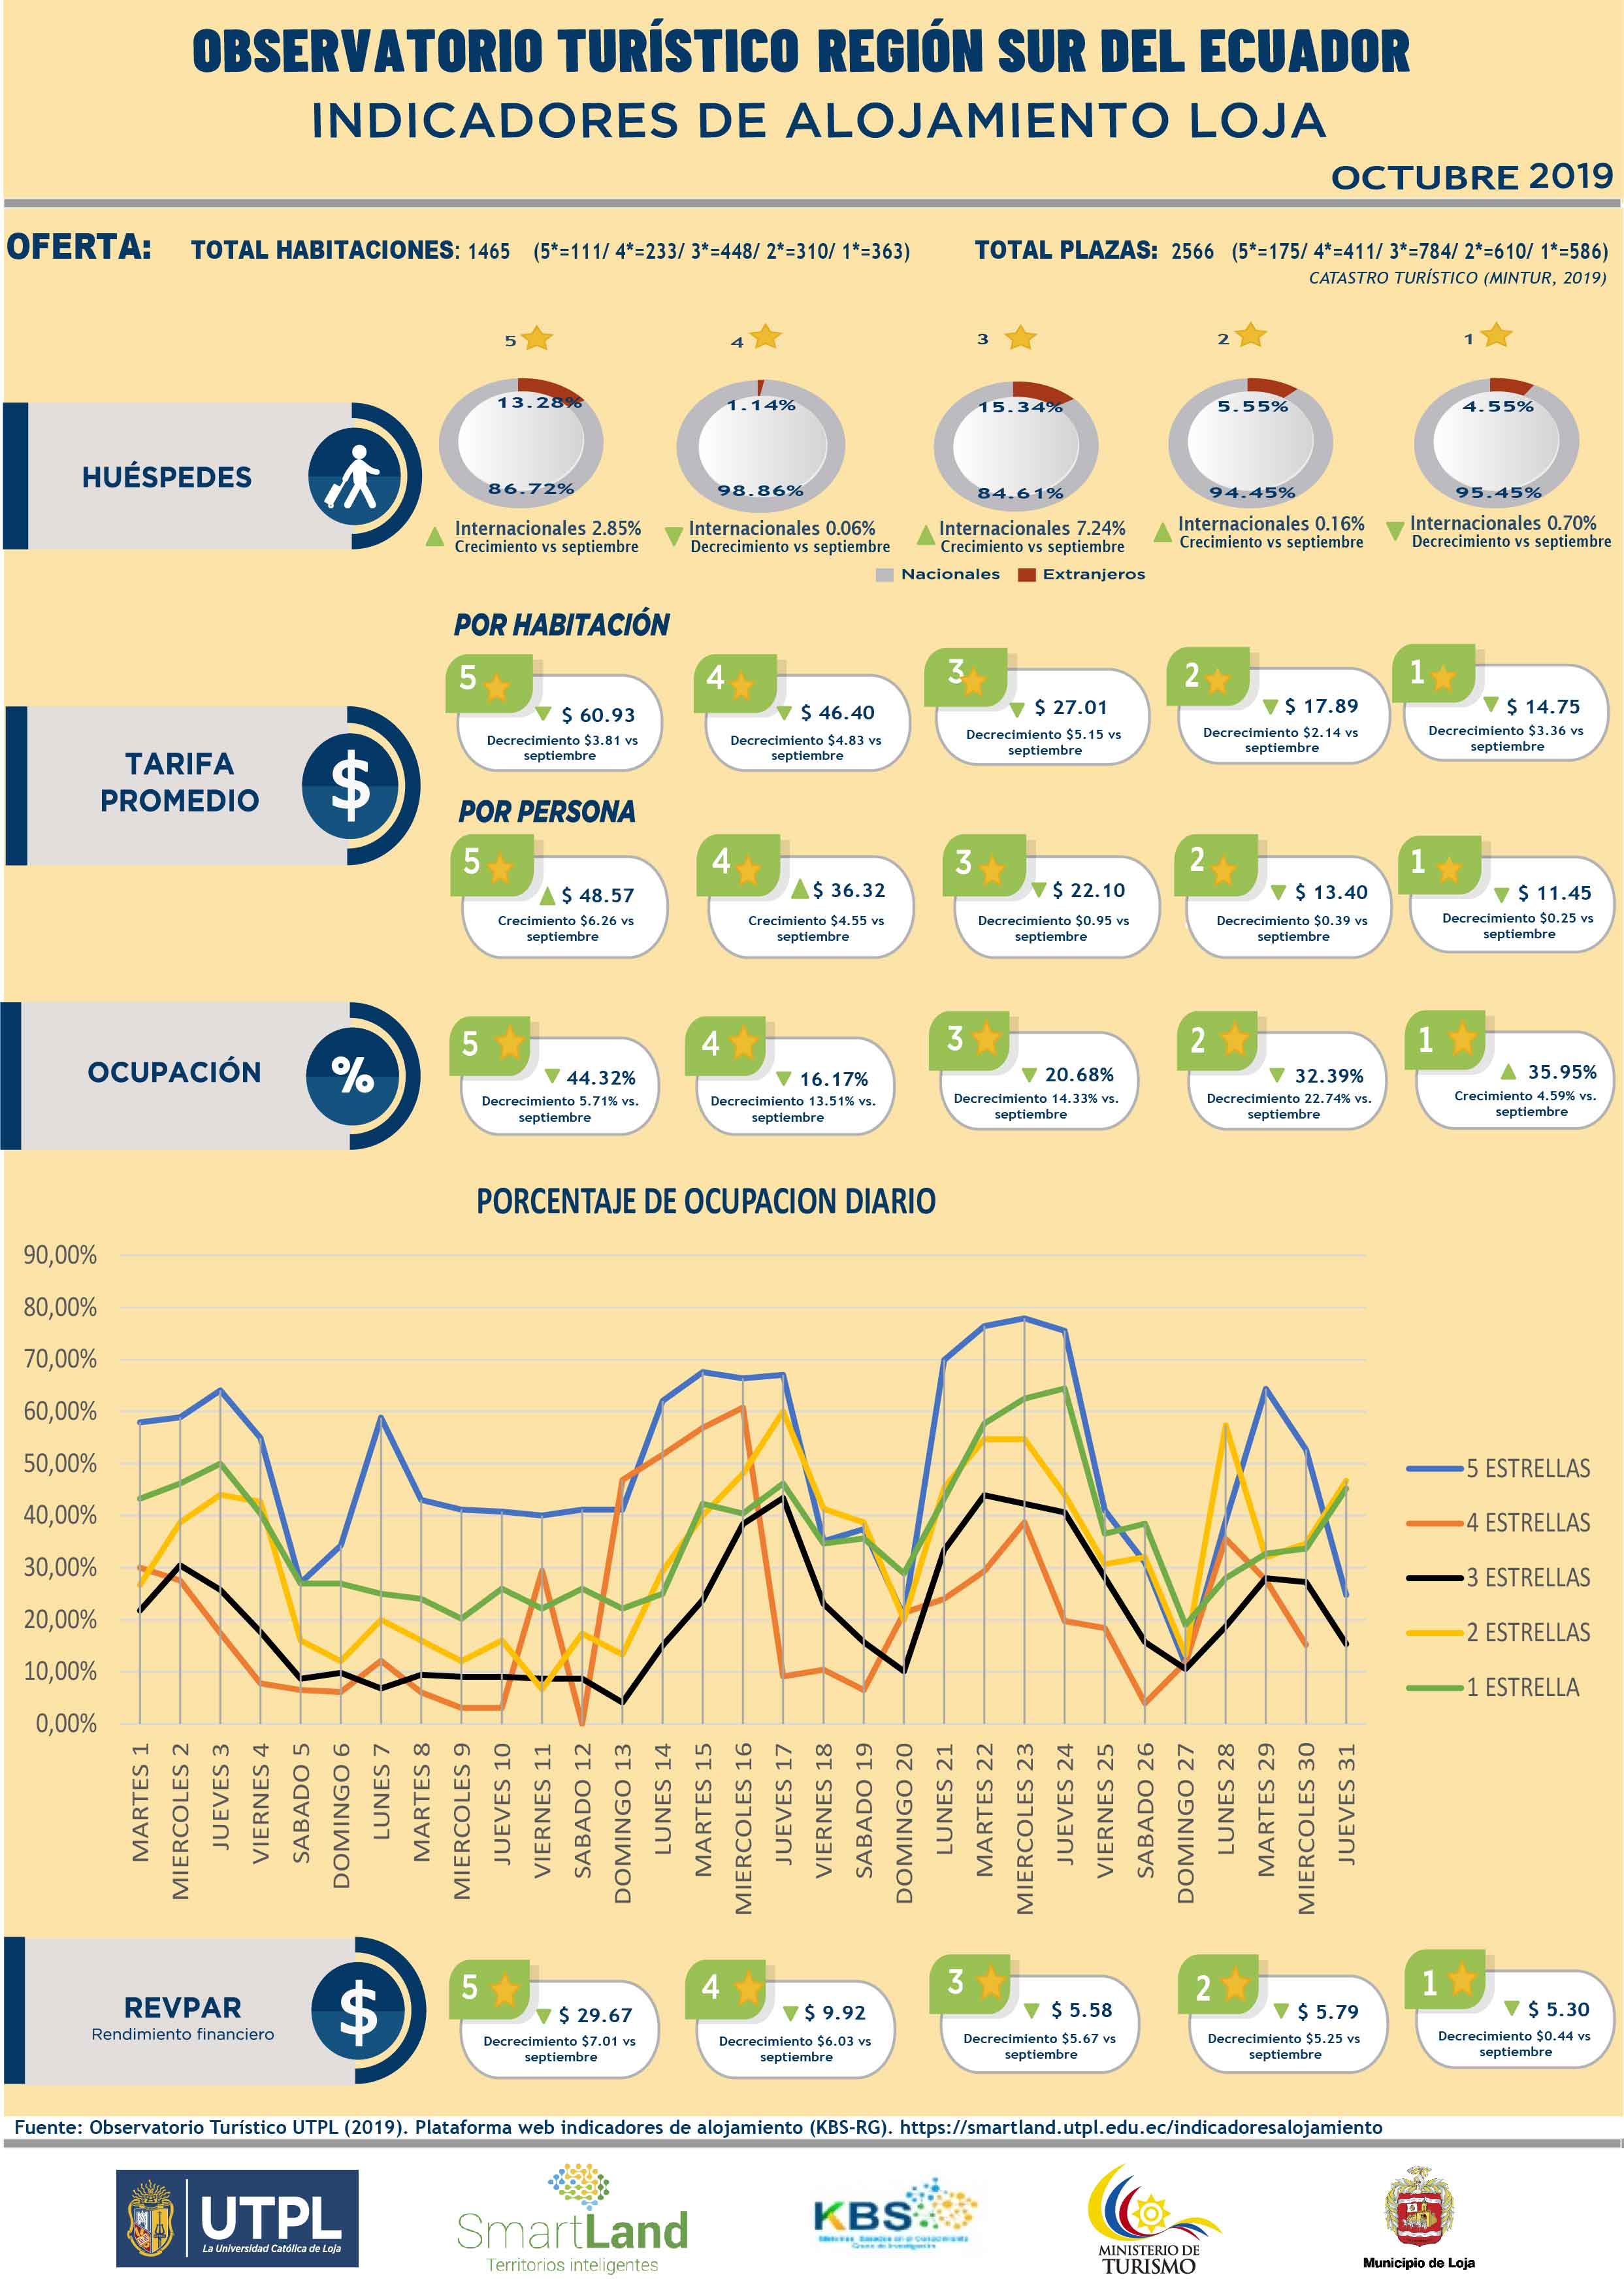 OBSERVATORIO TURÍSTICO REGIÓN SUR DEL ECUADOR
INDICADORES DE ALOJAMIENTO LOJA
OCTUBRE 2019
OFERTA: TOTAL HABITACIONES: 1465 (5*=111/ 4*=233/ 3*=448/ 2*=310/ 1*=363) TOTAL PLAZAS: 2566 (5*=175/ 4*=411/ 3*=784/ 2*=610/ 1*=586)
CATASTRO TURÍSTICO (MINTUR, 2019)
HUÉSPEDES
5 4 3 2 1
13.28% 1.14% 15.34% 5.55% 4.55%
86.72% 98.86% 84.61% 94.45% 95.45%
Internacionales 2.85%
Crecimiento vs septiembre
Internacionales 0.06%
Decrecimiento vs septiembre
Internacionales 7.24%
Crecimiento vs septiembre
Internacionales 0.16%
Crecimiento vs septiembre
Internacionales 0.70%
Decrecimiento vs septiembre
Nacionales Extranjeros
TARIFA
PROMEDIO
$
POR HABITACIÓN
5
$ 60.93
Decrecimiento $3.81 vs
septiembre
4
$ 46.40
Decrecimiento $4.83 vs
septiembre
3
$ 27.01
Decrecimiento $5.15 vs
septiembre
2
$ 17.89
Decrecimiento $2.14 vs
septiembre
1
$ 14.75
Decrecimiento $3.36 vs
septiembre
POR PERSONA
5
$ 48.57
Crecimiento $6.26 vs
septiembre
4
$ 36.32
Crecimiento $4.55 vs
septiembre
3
$ 22.10
Decrecimiento $0.95 vs
septiembre
2
$ 13.40
Decrecimiento $0.39 vs
septiembre
1
$ 11.45
Decrecimiento $0.25 vs
septiembre
OCUPACIÓN
%
5
44.32%
Decrecimiento 5.71% vs.
septiembre
4
16.17%
Decrecimiento 13.51% vs.
septiembre
3
20.68%
Decrecimiento 14.33% vs.
septiembre
2
32.39%
Decrecimiento 22.74% vs.
septiembre
1
35.95%
Crecimiento 4.59% vs.
septiembre
PORCENTAJE DE OCUPACION DIARIO
90,00%
80,00%
70,00%
60,00%
50,00%
40,00%
30,00%
20,00%
10,00%
0,00%
MARTES 1
MIERCOLES 2
JUEVES 3
VIERNES 4
SABADO 5
DOMINGO 6
LUNES 7
MARTES 8
MIERCOLES 9
JUEVES 10
VIERNES 11
SABADO 12
DOMINGO 13
LUNES 14
MARTES 15
MIERCOLES 16
JUEVES 17
VIERNES 18
SABADO 19
DOMINGO 20
LUNES 21
MARTES 22
MIERCOLES 23
JUEVES 24
VIERNES 25
SABADO 26
DOMINGO 27
LUNES 28
MARTES 29
MIERCOLES 30
JUEVES 31
5 ESTRELLAS
4 ESTRELLAS
3 ESTRELLAS
2 ESTRELLAS
1 ESTRELLA
REVPAR
Rendimiento financiero
$
5
$ 29.67
Decrecimiento $7.01 vs
septiembre
4
$ 9.92
Decrecimiento $6.03 vs
septiembre
3
$ 5.58
Decrecimiento $5.67 vs
septiembre
2
$ 5.79
Decrecimiento $5.25 vs
septiembre
1
$ 5.30
Decrecimiento $0.44 vs
septiembre
Fuente: Observatorio Turístico UTPL (2019). Plataforma web indicadores de alojamiento (KBS-RG). https://smartland.utpl.edu.ec/indicadoresalojamiento
UTPL
La Universidad Católica de Loja
SmartLand
Territorios inteligentes
KBS
MINISTERIO DE
TURISMO
Municipio de Loja